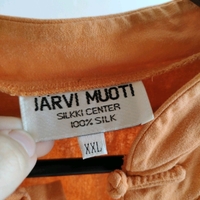 JARVI MUOTI
SILKKI CENTER
100% SILK
XXL